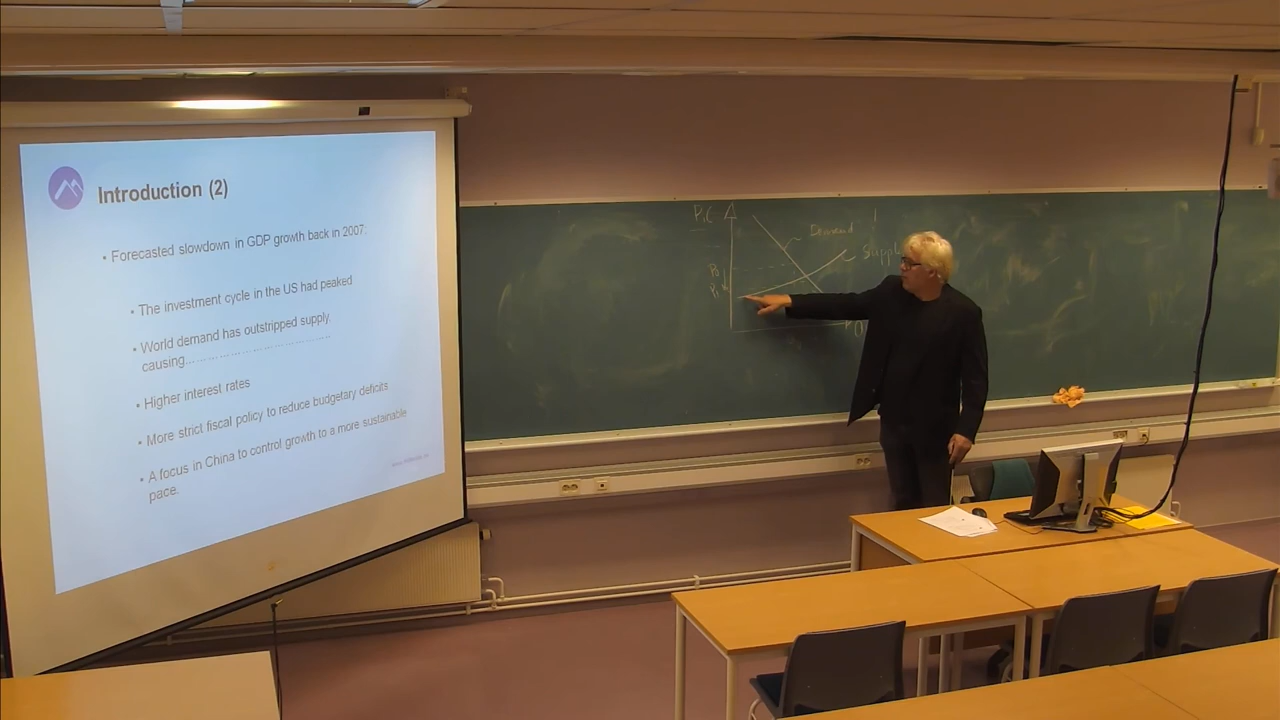 Introduction (2)
• Forecasted slowdown in GDP growth back in 2007:
• The investment cycle in the US had peaked
• World demand has outstripped supply.
causing...............................
• Higher interest rates
• More strict fiscal policy to reduce budgetary deficits
• A focus in China to control growth to a more sustainable
pace.
P,C
Demand
Supply
P₁
Q